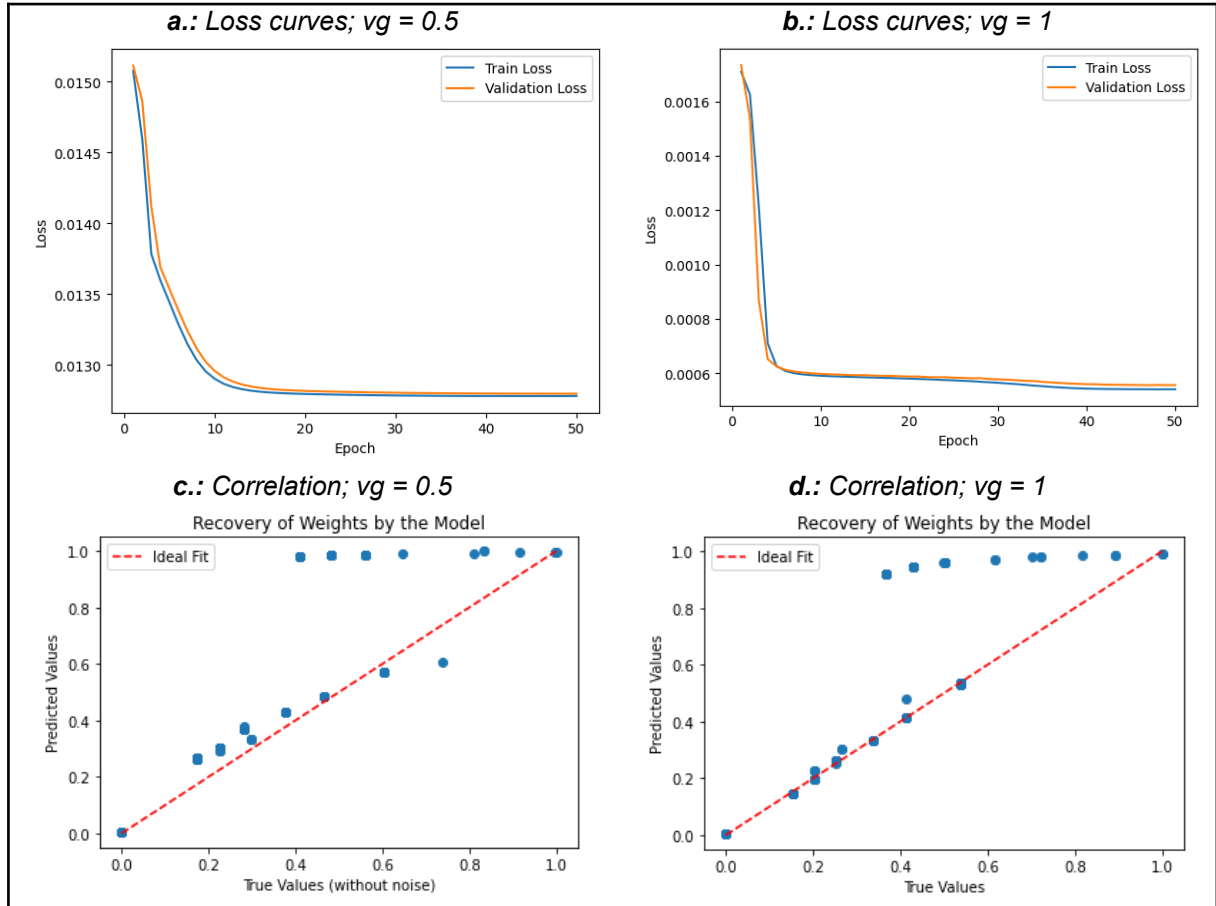 a.: Loss curves; vg = 0.5
b.: Loss curves; vg = 1
Train Loss
Validation Loss
0.0150
0.0145
0.0140
0.0135
0.0130
Loss
0 10 20 30 40 50
Epoch
Train Loss
Validation Loss
0.0016
0.0014
0.0012
0.0010
0.0008
0.0006
Loss
0 10 20 30 40 50
Epoch
c.: Correlation; vg = 0.5
d.: Correlation; vg = 1
Recovery of Weights by the Model
Ideal Fit
1.0
0.8
0.6
0.4
0.2
0.0
Predicted Values
0.0 0.2 0.4 0.6 0.8 1.0
True Values (without noise)
Recovery of Weights by the Model
Ideal Fit
1.0
0.8
0.6
0.4
0.2
0.0
Predicted Values
0.0 0.2 0.4 0.6 0.8 1.0
True Values